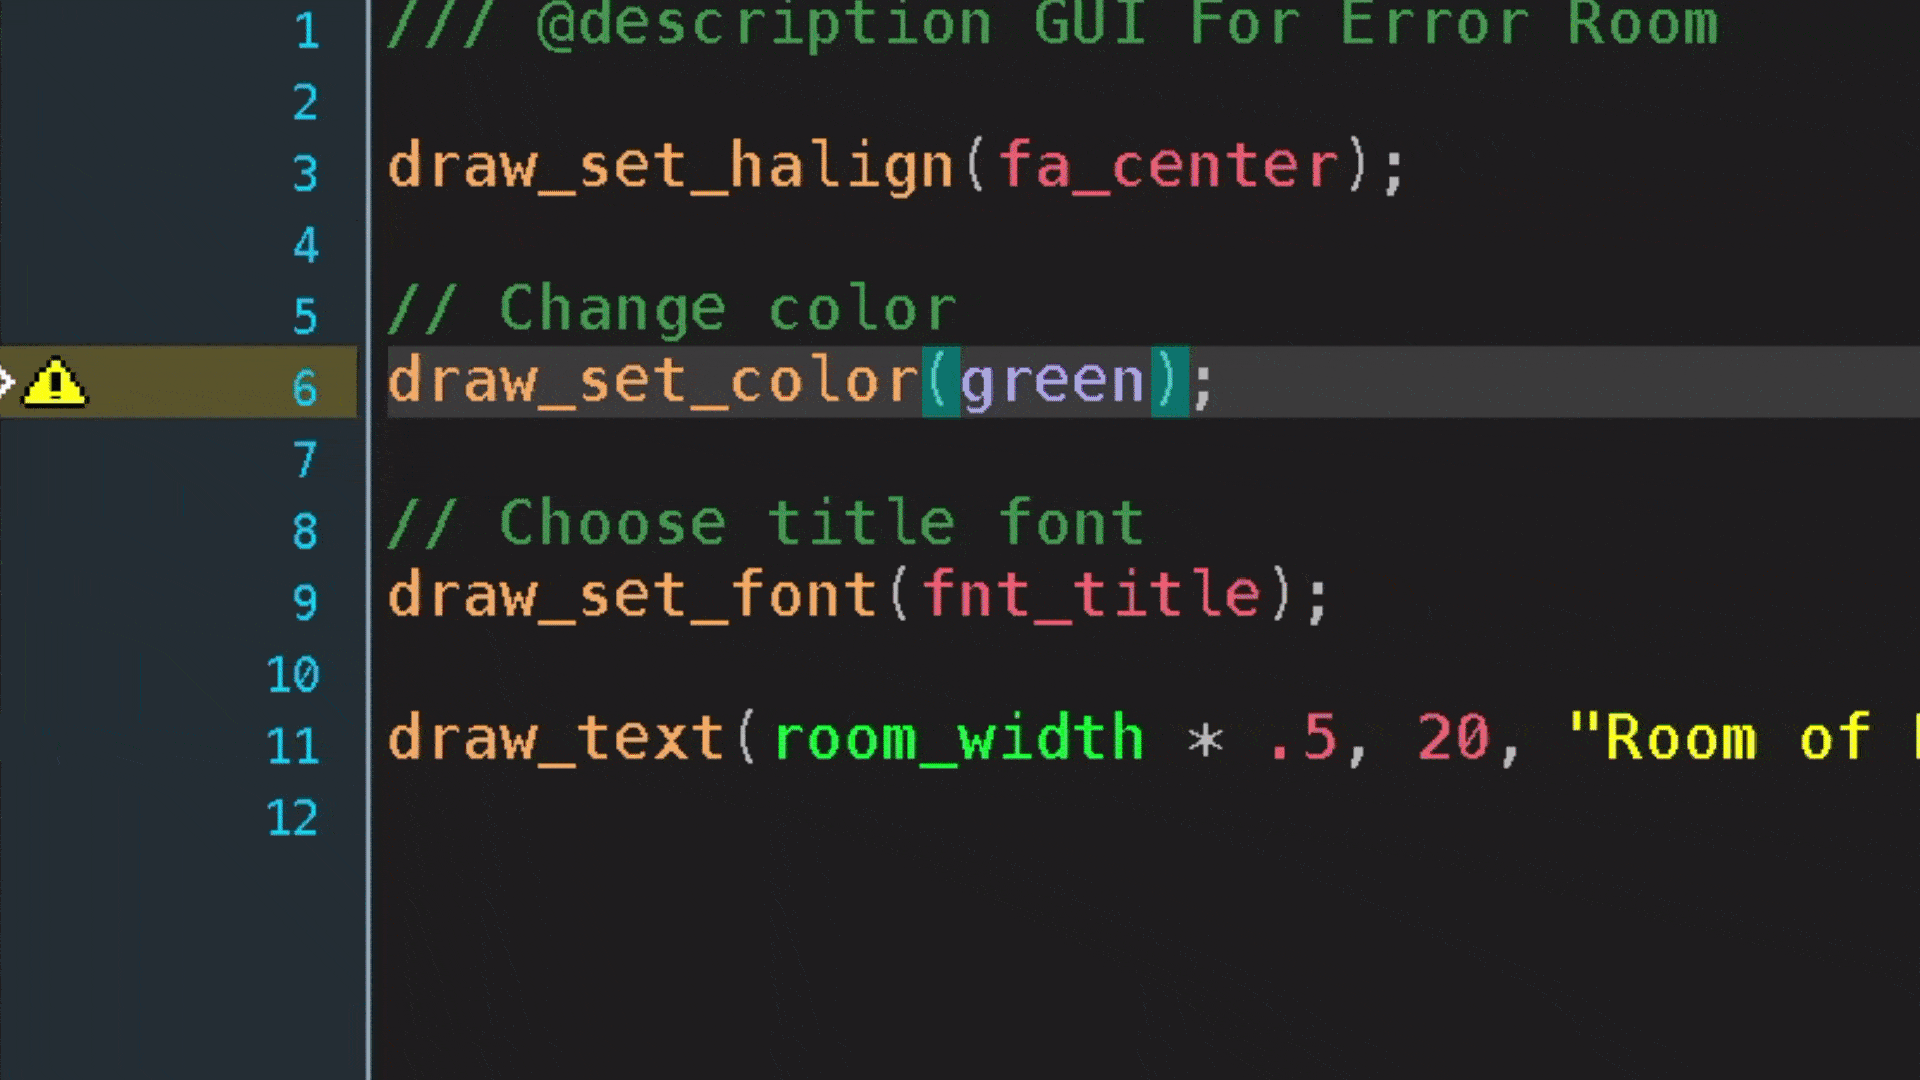 1 /// @description GUI For Error Room
2
3 draw_set_halign(fa_center);
4
5 // Change color
6 draw_set_color(green);
7
8 // Choose title font
9 draw_set_font(fnt_title);
10
11 draw_text(room_width * .5, 20, "Room of
12